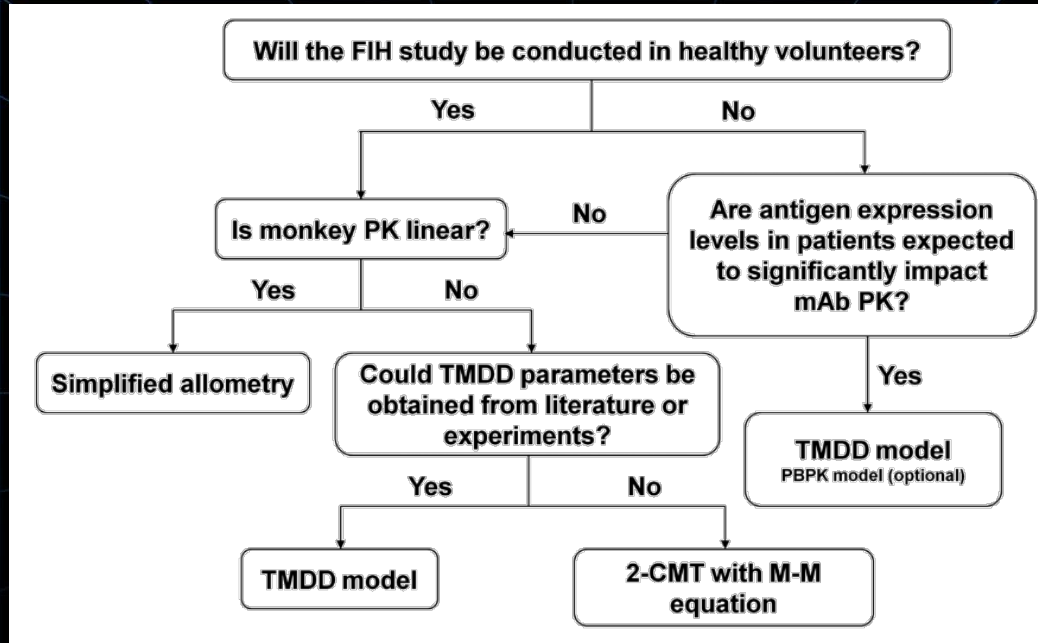 Will the FIH study be conducted in healthy volunteers?
Yes
No
Is monkey PK linear?
No
Are antigen expression
levels in patients expected
to significantly impact
mAb PK?
Yes
No
Simplified allometry
Could TMDD parameters be
obtained from literature or
experiments?
Yes
TMDD model
PBPK model (optional)
Yes
No
TMDD model
2-CMT with M-M
equation